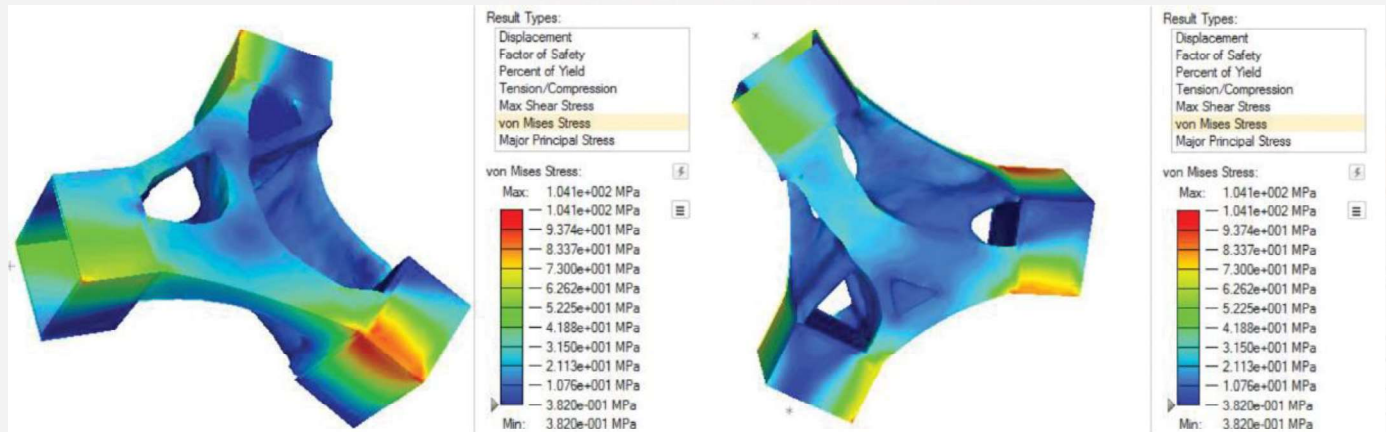 Result Types:
Displacement
Factor of Safety
Percent of Yield
Tension/Compression
Max Shear Stress
von Mises Stress
Major Principal Stress
von Mises Stress:
Max: 1.041e+002 MPa
1.041e+002 MPa
9.374e+001 MPa
8.337e+001 MPa
7.300e+001 MPa
6.262e+001 MPa
5.225e+001 MPa
4.188e+001 MPa
3.150e+001 MPa
2.113e+001 MPa
1.076e+001 MPa
3.820e-001 MPa
Min: 3.820e-001 MPa
Result Types:
Displacement
Factor of Safety
Percent of Yield
Tension/Compression
Max Shear Stress
von Mises Stress
Major Principal Stress
von Mises Stress:
Max: 1.041e+002 MPa
1.041e+002 MPa
9.374e+001 MPa
8.337e+001 MPa
7.300e+001 MPa
6.262e+001 MPa
5.225e+001 MPa
4.188e+001 MPa
3.150e+001 MPa
2.113e+001 MPa
1.076e+001 MPa
3.820e-001 MPa
Min: 3.820e-001 MPa